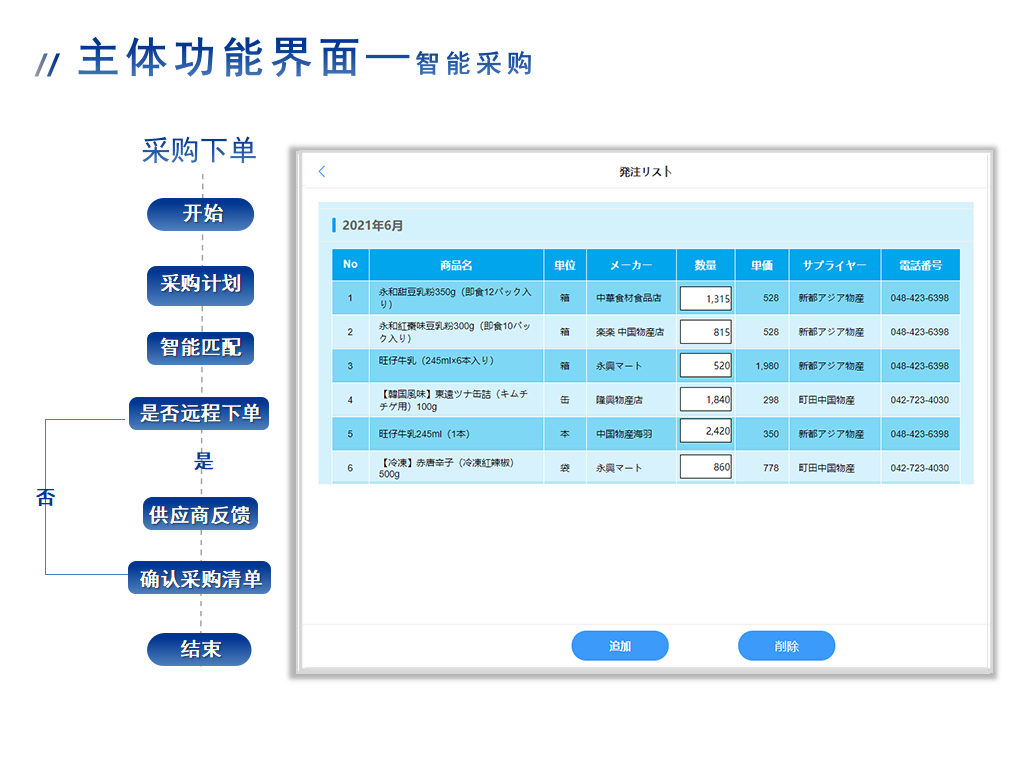 // 主体功能界面—智能采购
采购下单
开始
采购计划
智能匹配
是否远程下单
是
否
供应商反馈
确认采购清单
结束
発注リスト
2021年6月
No 商品名 単位 メーカー 数量 単価 サプライヤー 電話番号
1 永和甜豆乳粉350g（即食12パック入り） 箱 中華食材食品店 1,315 528 新都アジア物産 048-423-6398
2 永和紅棗味豆乳粉300g（即食10パック入り） 箱 楽楽 中国物産店 815 528 新都アジア物産 048-423-6398
3 旺仔牛乳（245ml×6本入り） 箱 永興マート 520 1,980 新都アジア物産 048-423-6398
4 【韓国風味】東遠ツナ缶詰（キムチチゲ用）100g 缶 隆興物産店 1,840 298 町田中国物産 042-723-4030
5 旺仔牛乳245ml（1本） 本 中国物産海羽 2,420 350 新都アジア物産 048-423-6398
6 【冷凍】赤唐辛子（冷凍紅辣椒）500g 袋 永興マート 860 778 町田中国物産 042-723-4030
追加 削除